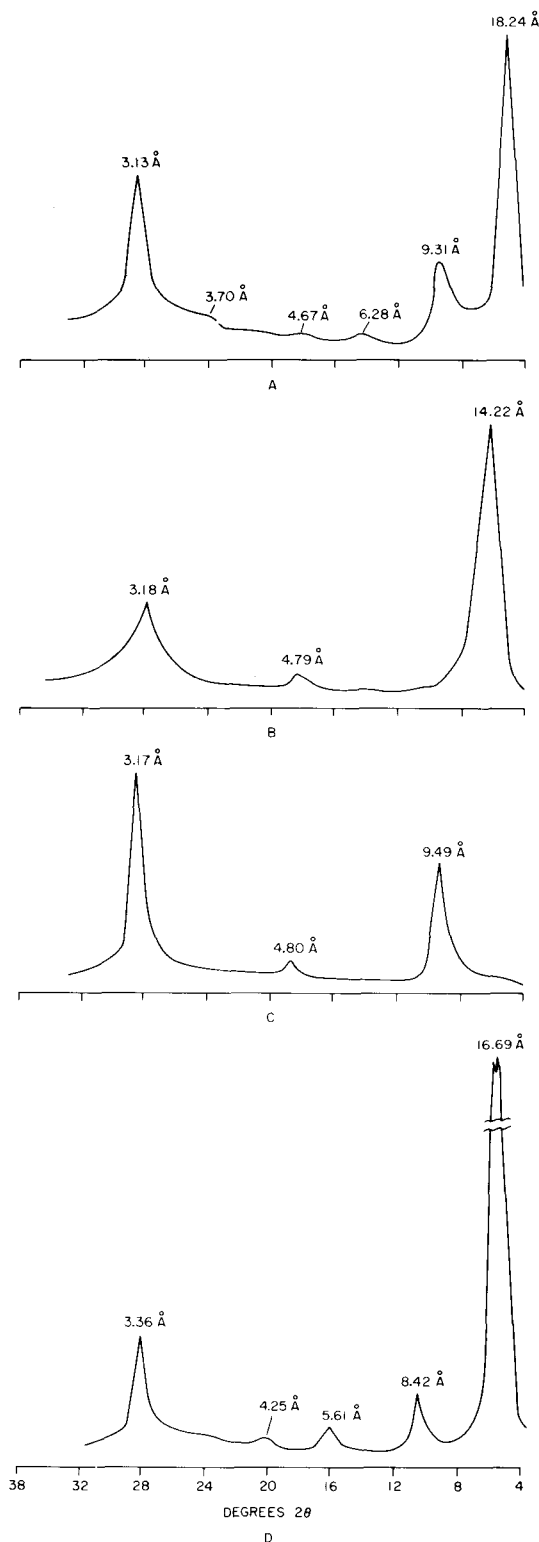 18.24 Å
3.13 Å
9.31 Å
3.70 Å
4.67 Å
6.28 Å
A
14.22 Å
3.18 Å
4.79 Å
B
3.17 Å
9.49 Å
4.80 Å
C
16.69 Å
3.36 Å
8.42 Å
4.25 Å
5.61 Å
38 28 24 20 16 12 8 4
DEGREES 2θ
D